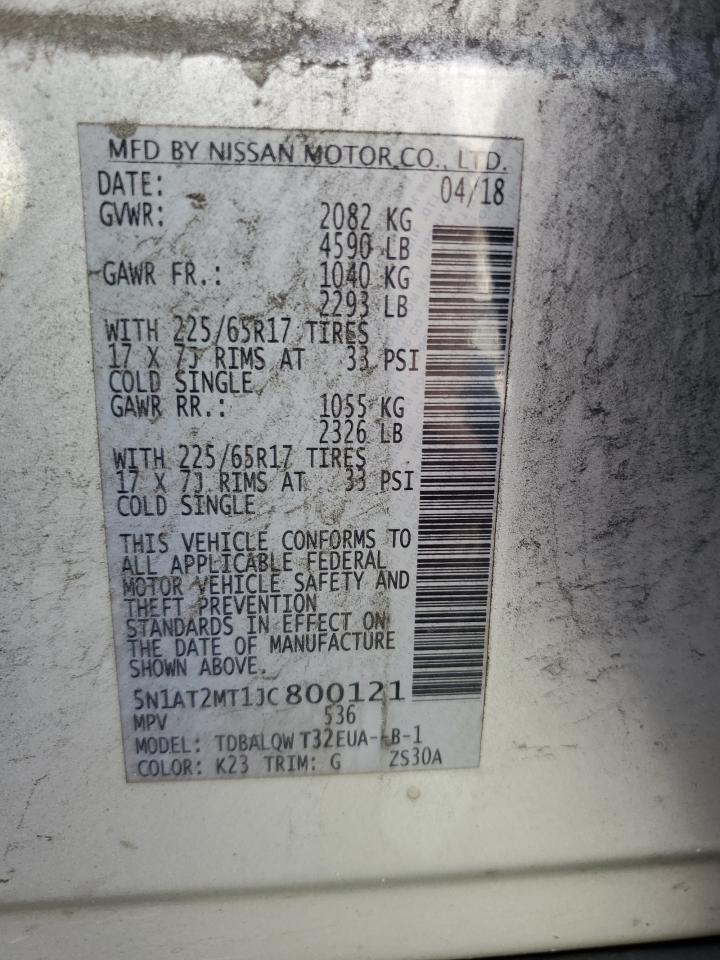 MFD BY NISSAN MOTOR CO., LTD.
DATE: 04/18
GVWR: 2082 KG
4590 LB
GAWR FR.: 1040 KG
2293 LB
WITH 225/65R17 TIRES
17 X 7J RIMS AT 33 PSI
COLD SINGLE
GAWR RR.: 1055 KG
2326 LB
WITH 225/65R17 TIRES
17 X 7J RIMS AT 33 PSI
COLD SINGLE
THIS VEHICLE CONFORMS TO
ALL APPLICABLE FEDERAL
MOTOR VEHICLE SAFETY AND
THEFT PREVENTION
STANDARDS IN EFFECT ON
THE DATE OF MANUFACTURE
SHOWN ABOVE.
5N1AT2MT1JC800121
MPV 536
MODEL: TDBALQW T32EUA- B-1
COLOR: K23 TRIM: G ZS30A